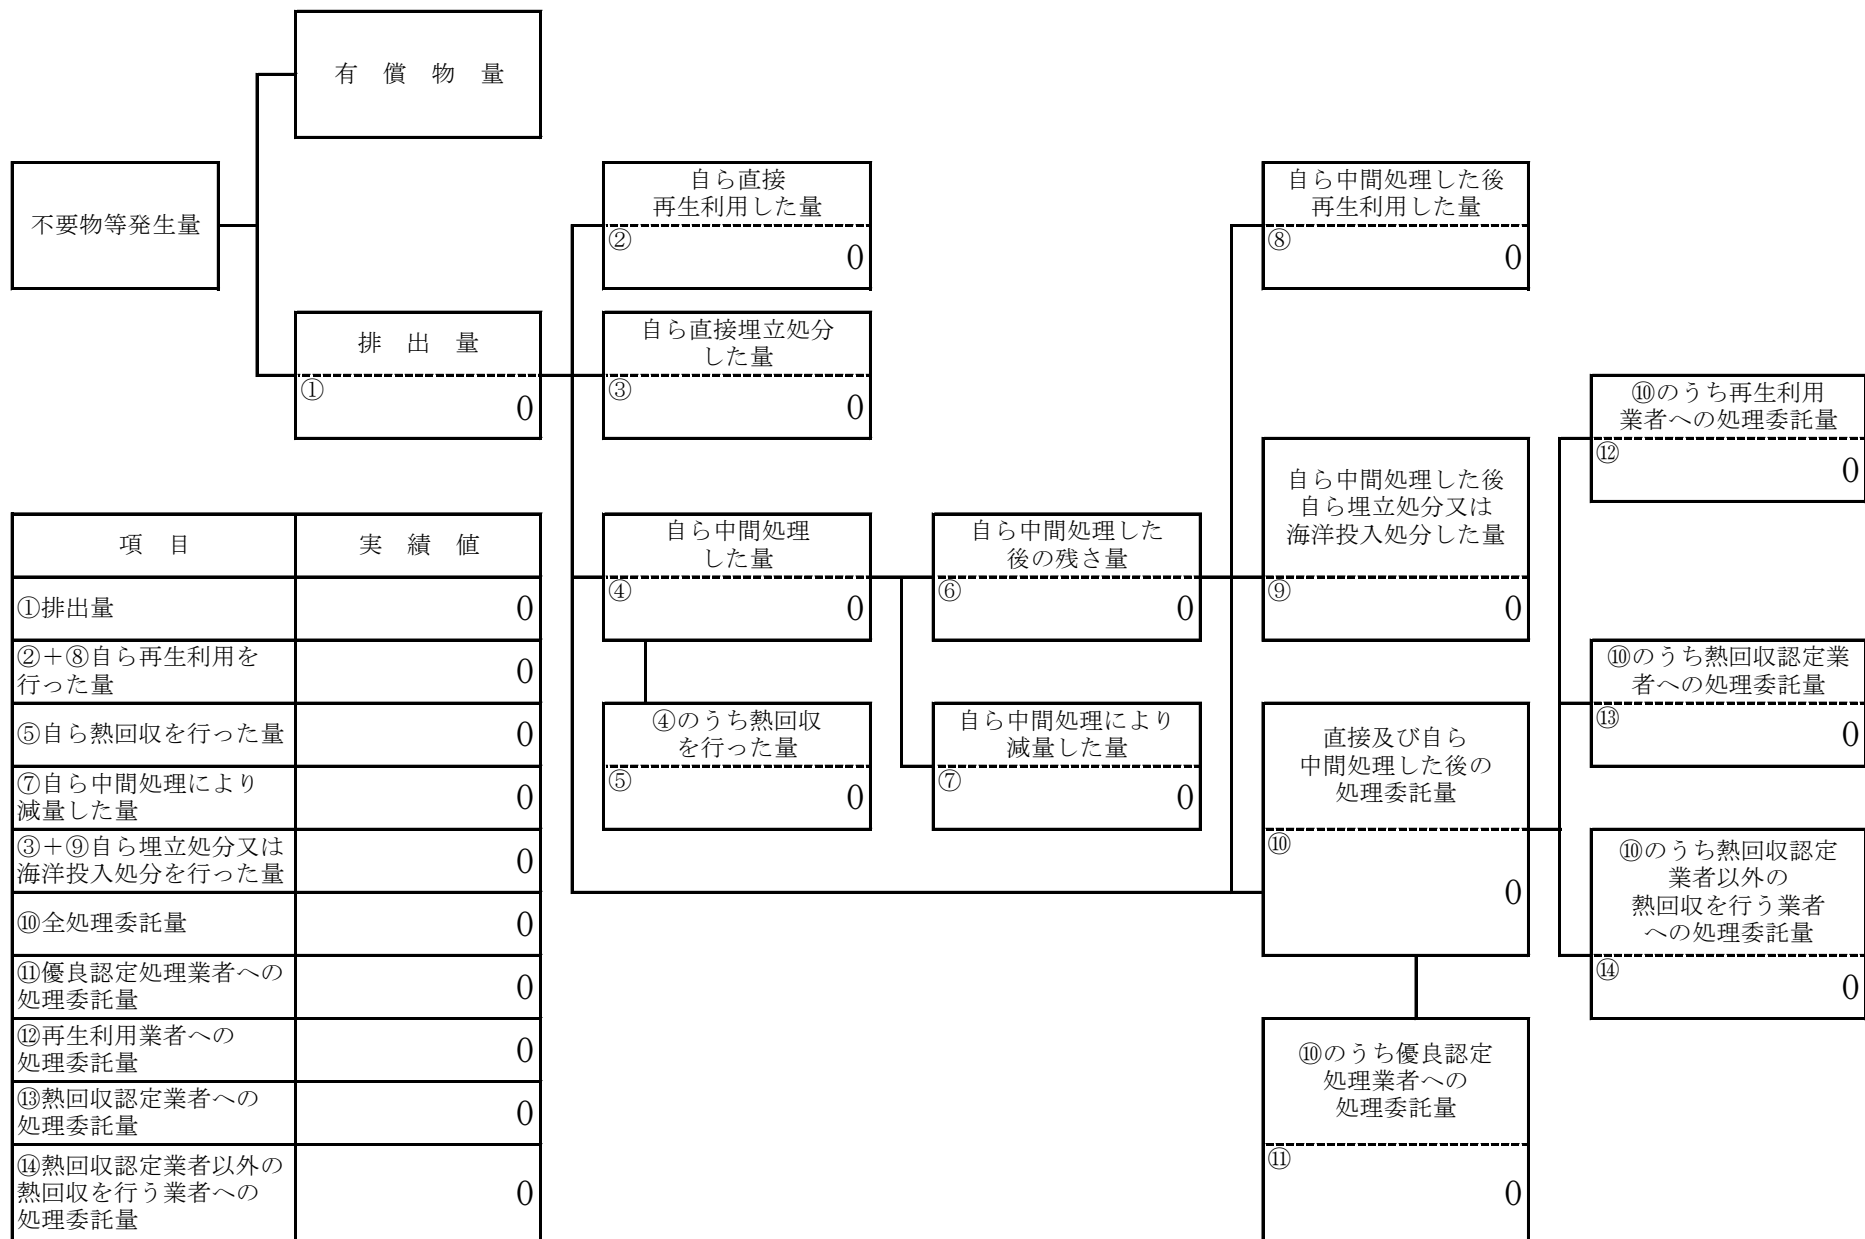 有　償　物　量
不要物等発生量
排　出　量
①
0
自ら直接
再生利用した量
②
0
自ら直接埋立処分
した量
③
0
自ら中間処理
した量
④
0
④のうち熱回収
を行った量
⑤
0
自ら中間処理した
後の残さ量
⑥
0
自ら中間処理により
減量した量
⑦
0
自ら中間処理した後
再生利用した量
⑧
0
自ら中間処理した後
自ら埋立処分又は
海洋投入処分した量
⑨
0
直接及び自ら
中間処理した後の
処理委託量
⑩
0
⑩のうち優良認定
処理業者への
処理委託量
⑪
0
⑩のうち再生利用
業者への処理委託量
⑫
0
⑩のうち熱回収認定業
者への処理委託量
⑬
0
⑩のうち熱回収認定
業者以外の
熱回収を行う業者
への処理委託量
⑭
0
項　目　実　績　値
①排出量 0
②＋⑧自ら再生利用を
行った量 0
⑤自ら熱回収を行った量 0
⑦自ら中間処理により
減量した量 0
③＋⑨自ら埋立処分又は
海洋投入処分を行った量 0
⑩全処理委託量 0
⑪優良認定処理業者への
処理委託量 0
⑫再生利用業者への
処理委託量 0
⑬熱回収認定業者への
処理委託量 0
⑭熱回収認定業者以外の
熱回収を行う業者への 0
処理委託量